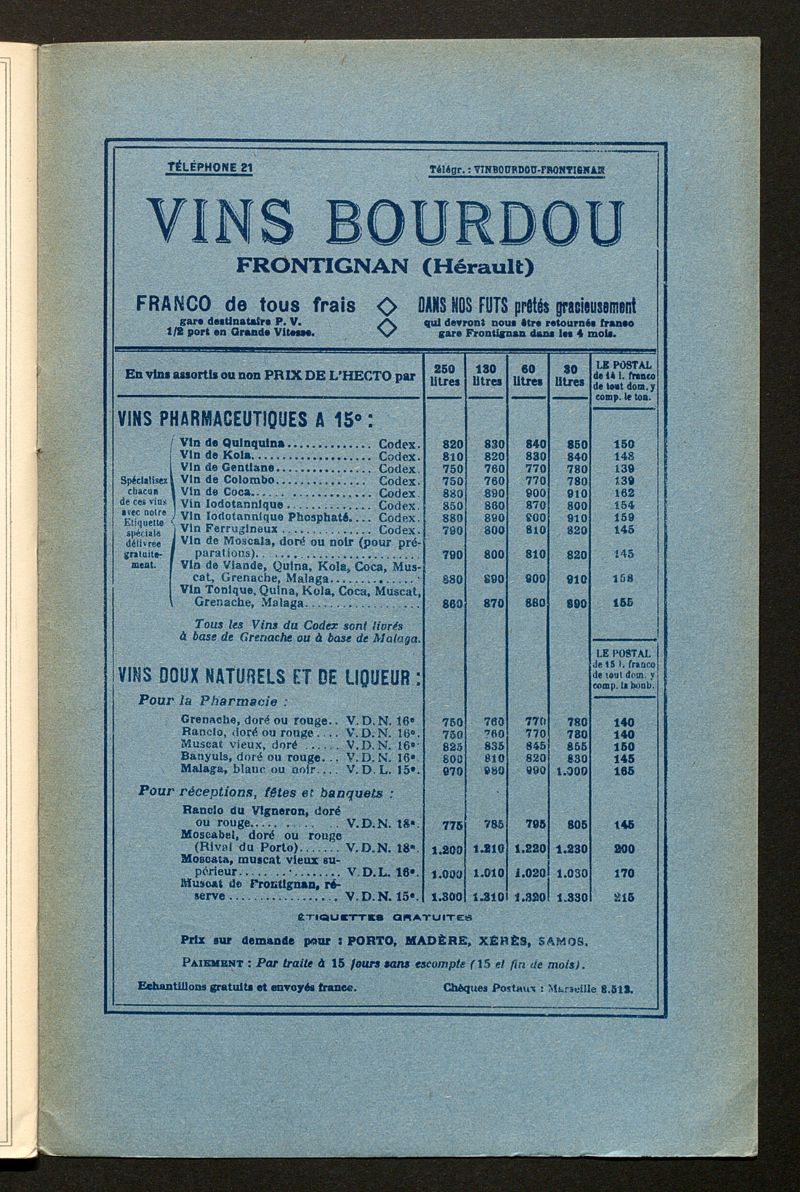 TÉLÉPHONE 21 Télégr. : VINBOURDOU-FRONTIGNAN
VINS BOURDOU
FRONTIGNAN (Hérault)
FRANCO de tous frais DANS NOS FUTS prêtés gracieusement
gare destinataire P. V. qui devront nous être retournés franco
1/2 port en Grande Vitesse. gare Frontignan dans les 4 mois.
En vins assortis ou non PRIX DE L'HECTO par 250 litres 130 litres 60 litres 30 litres
LE POSTAL
de 14 l. franco
de tout dom. y
comp. le ton.
VINS PHARMACEUTIQUES A 15° :
Spécialisez
chacun
de ces vins
avec notre
Etiquette
spéciale
délivrée
gratuite-
ment.
Vin de Quinquina.............. Codex. 820 830 840 850 150
Vin de Kola.................... Codex. 810 820 830 840 148
Vin de Gentiane................ Codex. 750 760 770 780 139
Vin de Colombo............... Codex. 750 760 770 780 139
Vin de Coca.................... Codex. 880 890 900 910 162
Vin Iodotannique.............. Codex. 850 860 870 800 154
Vin Iodotannique Phosphaté.... Codex. 880 890 900 910 159
Vin Ferrugineux............... Codex. 790 800 810 820 145
Vin de Moscala, doré ou noir (pour pré-
parations)........................... 790 800 810 820 145
Vin de Viande, Quina, Kola, Coca, Mus-
cat, Grenache, Malaga.............. 880 890 900 910 158
Vin Tonique, Quina, Kola, Coca, Muscat,
Grenache, Malaga................... 860 870 880 890 155
Tous les Vins du Codex sont livrés
à base de Grenache ou à base de Malaga.
LE POSTAL
de 15 l. franco
de tout dom. y
comp. la bonb.
VINS DOUX NATURELS ET DE LIQUEUR :
Pour la Pharmacie :
Grenache, doré ou rouge.. V.D.N. 16° 750 760 770 780 140
Rancio, doré ou rouge.... V.D.N. 16°. 750 760 770 780 140
Muscat vieux, doré ...... V.D.N. 16° 825 835 845 855 150
Banyuls, doré ou rouge... V.D.N. 16° 800 810 820 830 145
Malaga, blanc ou noir.... V.D.L. 15°. 970 980 990 1.000 165
Pour réceptions, fêtes et banquets :
Rancio du Vigneron, doré
ou rouge............... V.D.N. 18°. 775 785 795 805 145
Moscabel, doré ou rouge
(Rival du Porto)....... V.D.N. 18°. 1.200 1.210 1.220 1.230 200
Moscata, muscat vieux su-
périeur................ V.D.L. 16°. 1.000 1.010 1.020 1.030 170
Muscat de Frontignan, ré-
serve.................. V.D.N. 15°. 1.300 1.310 1.320 1.330 215
ÉTIQUETTES GRATUITES
Prix sur demande pour : PORTO, MADÈRE, XÉRÈS, SAMOS.
PAIEMENT : Par traite à 15 jours sans escompte (15 et fin de mois).
Echantillons gratuits et envoyés franco. Chèques Postaux : Marseille 8.513.